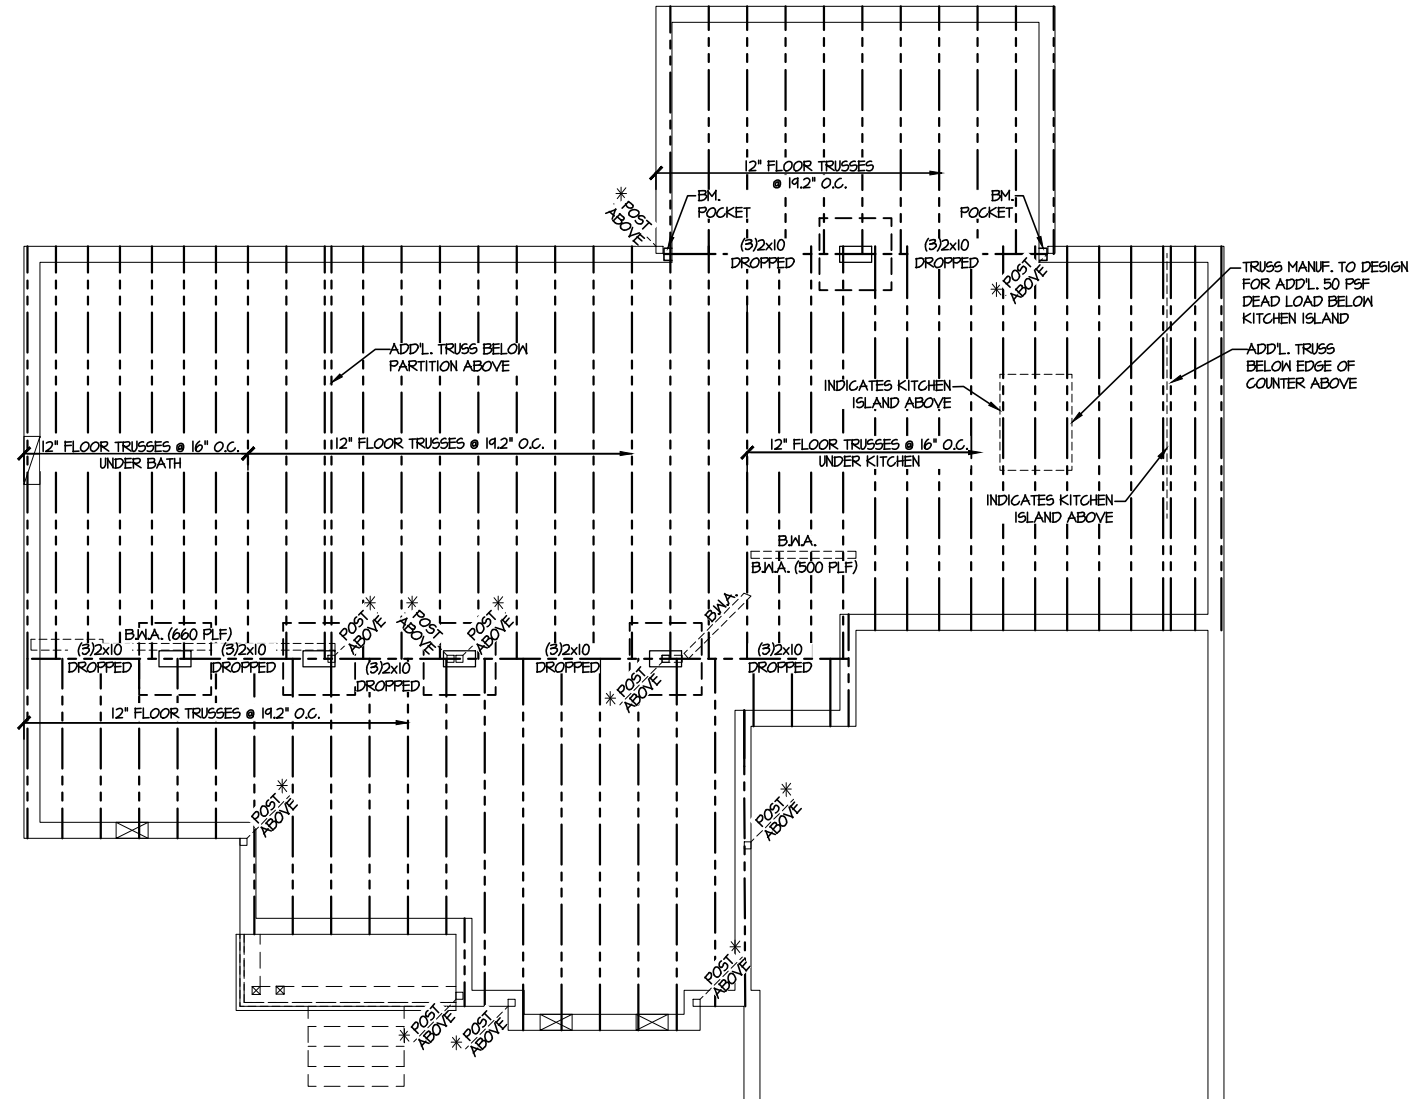 12" FLOOR TRUSSES
@ 19.2" O.C.
BM.
POCKET
BM.
POCKET
* POST
ABOVE
(3)2x10
DROPPED
(3)2x10
DROPPED
* POST
ABOVE
TRUSS MANUF. TO DESIGN
FOR ADD'L. 50 PSF
DEAD LOAD BELOW
KITCHEN ISLAND
ADD'L. TRUSS BELOW
PARTITION ABOVE
ADD'L. TRUSS
BELOW EDGE OF
COUNTER ABOVE
INDICATES KITCHEN
ISLAND ABOVE
12" FLOOR TRUSSES @ 16" O.C.
UNDER BATH
12" FLOOR TRUSSES @ 19.2" O.C.
12" FLOOR TRUSSES @ 16" O.C.
UNDER KITCHEN
INDICATES KITCHEN
ISLAND ABOVE
B.W.A.
B.W.A. (500 PLF)
B.W.A.
B.W.A. (660 PLF)
* POST
ABOVE
* POST
ABOVE
* POST
ABOVE
(3)2x10
DROPPED
(3)2x10
DROPPED
(3)2x10
DROPPED
(3)2x10
DROPPED
(3)2x10
DROPPED
* POST
ABOVE
12" FLOOR TRUSSES @ 19.2" O.C.
POST *
ABOVE
POST *
ABOVE
POST *
ABOVE
* POST
ABOVE
* POST
ABOVE